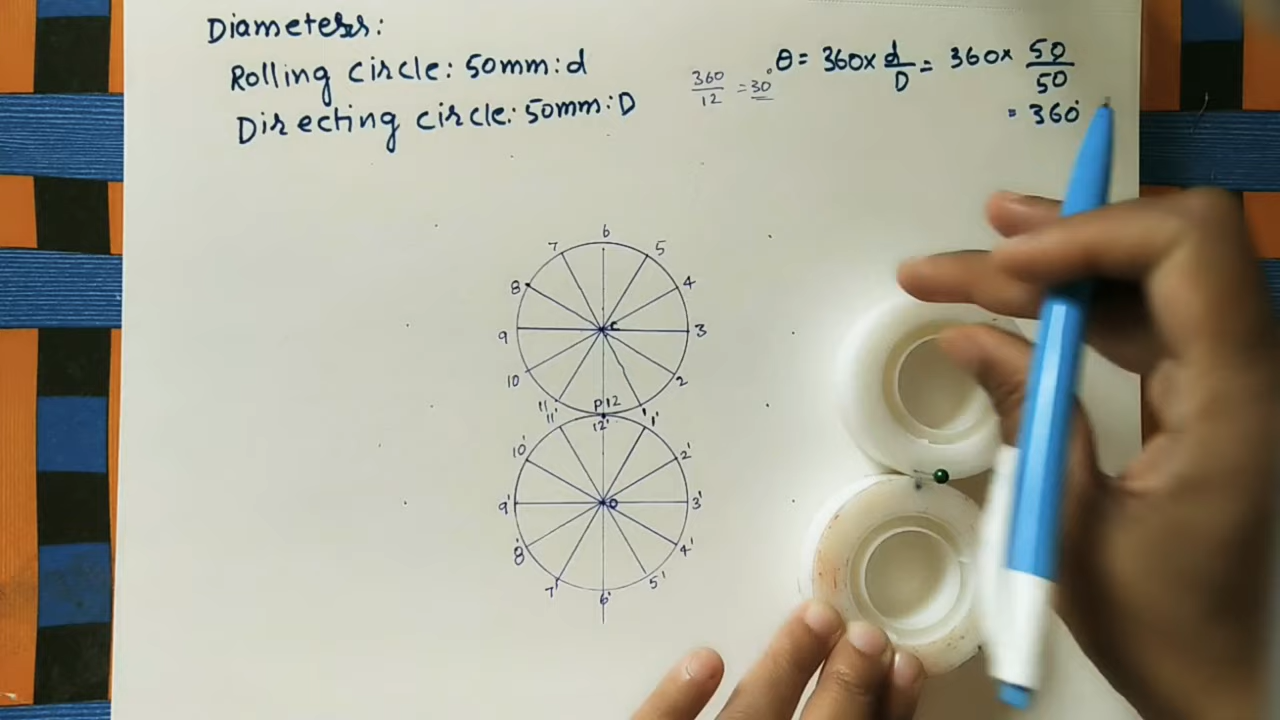 Diameters:
Rolling circle: 50mm: d
Directing circle: 50mm: D
360/12 = 30°
θ = 360 x d/D = 360 x 50/50
= 360°
6
7 5
8 4
C
9 3
10 2
11 P 12 1
11' 12' 1'
10' 2'
9' O 3'
8' 4'
7' 5'
6'